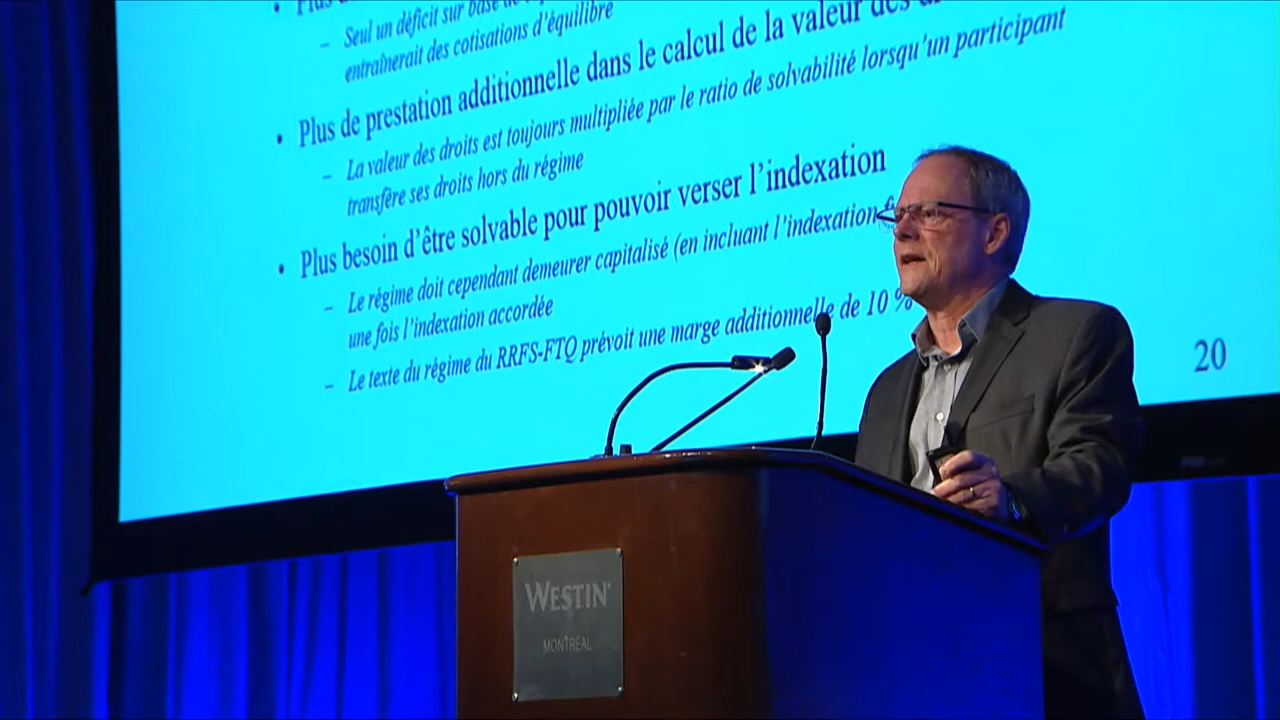 • Plus
– Seul un déficit sur base de
entraînerait des cotisations d'équilibre
• Plus de prestation additionnelle dans le calcul de la valeur des
– La valeur des droits est toujours multipliée par le ratio de solvabilité lorsqu'un participant
transfère ses droits hors du régime
• Plus besoin d'être solvable pour pouvoir verser l'indexation
– Le régime doit cependant demeurer capitalisé (en incluant l'indexation
une fois l'indexation accordée
– Le texte du régime du RRFS-FTQ prévoit une marge additionnelle de 10 %
20
WESTIN
MONTRÉAL